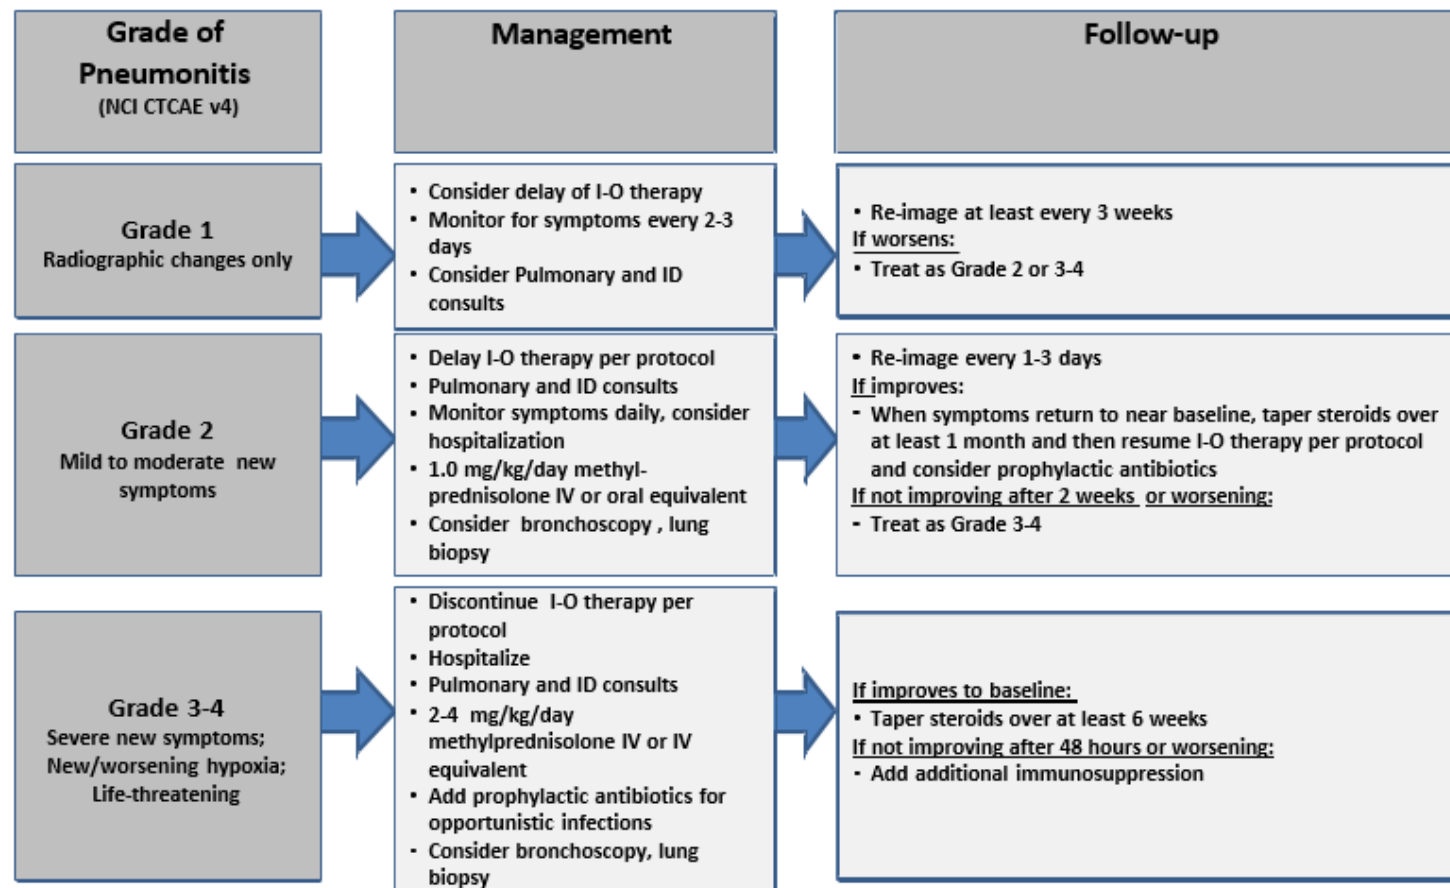 Grade of
Pneumonitis
(NCI CTCAE v4)
Management
Follow-up
Grade 1
Radiographic changes only
• Consider delay of I-O therapy
• Monitor for symptoms every 2-3
days
• Consider Pulmonary and ID
consults
• Re-image at least every 3 weeks
If worsens:
• Treat as Grade 2 or 3-4
Grade 2
Mild to moderate new
symptoms
• Delay I-O therapy per protocol
• Pulmonary and ID consults
• Monitor symptoms daily, consider
hospitalization
• 1.0 mg/kg/day methyl-
prednisolone IV or oral equivalent
• Consider bronchoscopy , lung
biopsy
• Re-image every 1-3 days
If improves:
- When symptoms return to near baseline, taper steroids over
at least 1 month and then resume I-O therapy per protocol
and consider prophylactic antibiotics
If not improving after 2 weeks or worsening:
- Treat as Grade 3-4
Grade 3-4
Severe new symptoms;
New/worsening hypoxia;
Life-threatening
• Discontinue I-O therapy per
protocol
• Hospitalize
• Pulmonary and ID consults
• 2-4 mg/kg/day
methylprednisolone IV or IV
equivalent
• Add prophylactic antibiotics for
opportunistic infections
- Consider bronchoscopy, lung
biopsy
If improves to baseline:
• Taper steroids over at least 6 weeks
If not improving after 48 hours or worsening:
- Add additional immunosuppression